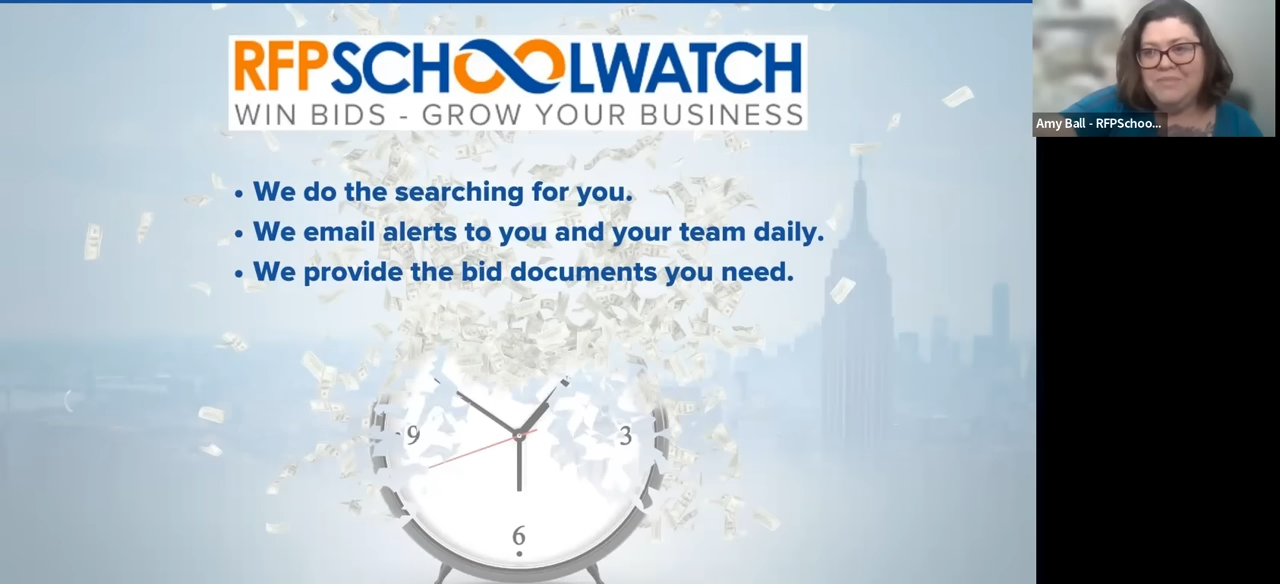 RFPSCHOOLWATCH
WIN BIDS - GROW YOUR BUSINESS
• We do the searching for you.
• We email alerts to you and your team daily.
• We provide the bid documents you need.
9
3
6
Amy Ball - RFPSchoo...